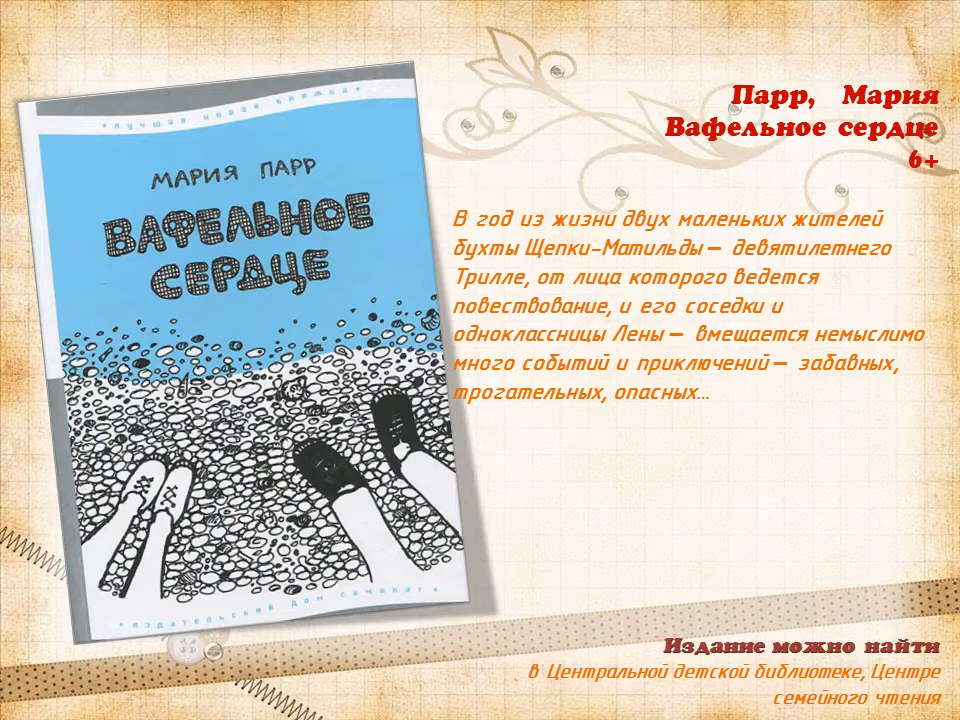 • лучшая новая книжка •
МАРИЯ ПАРР
ВАФЕЛЬНОЕ
СЕРДЦЕ
• издательский дом самокат •
Парр, Мария
Вафельное сердце
6+
В год из жизни двух маленьких жителей
бухты Щепки-Матильды – девятилетнего
Трилле, от лица которого ведется
повествование, и его соседки и
одноклассницы Лены – вмещается немыслимо
много событий и приключений – забавных,
трогательных, опасных...
Издание можно найти
в Центральной детской библиотеке, Центре
семейного чтения